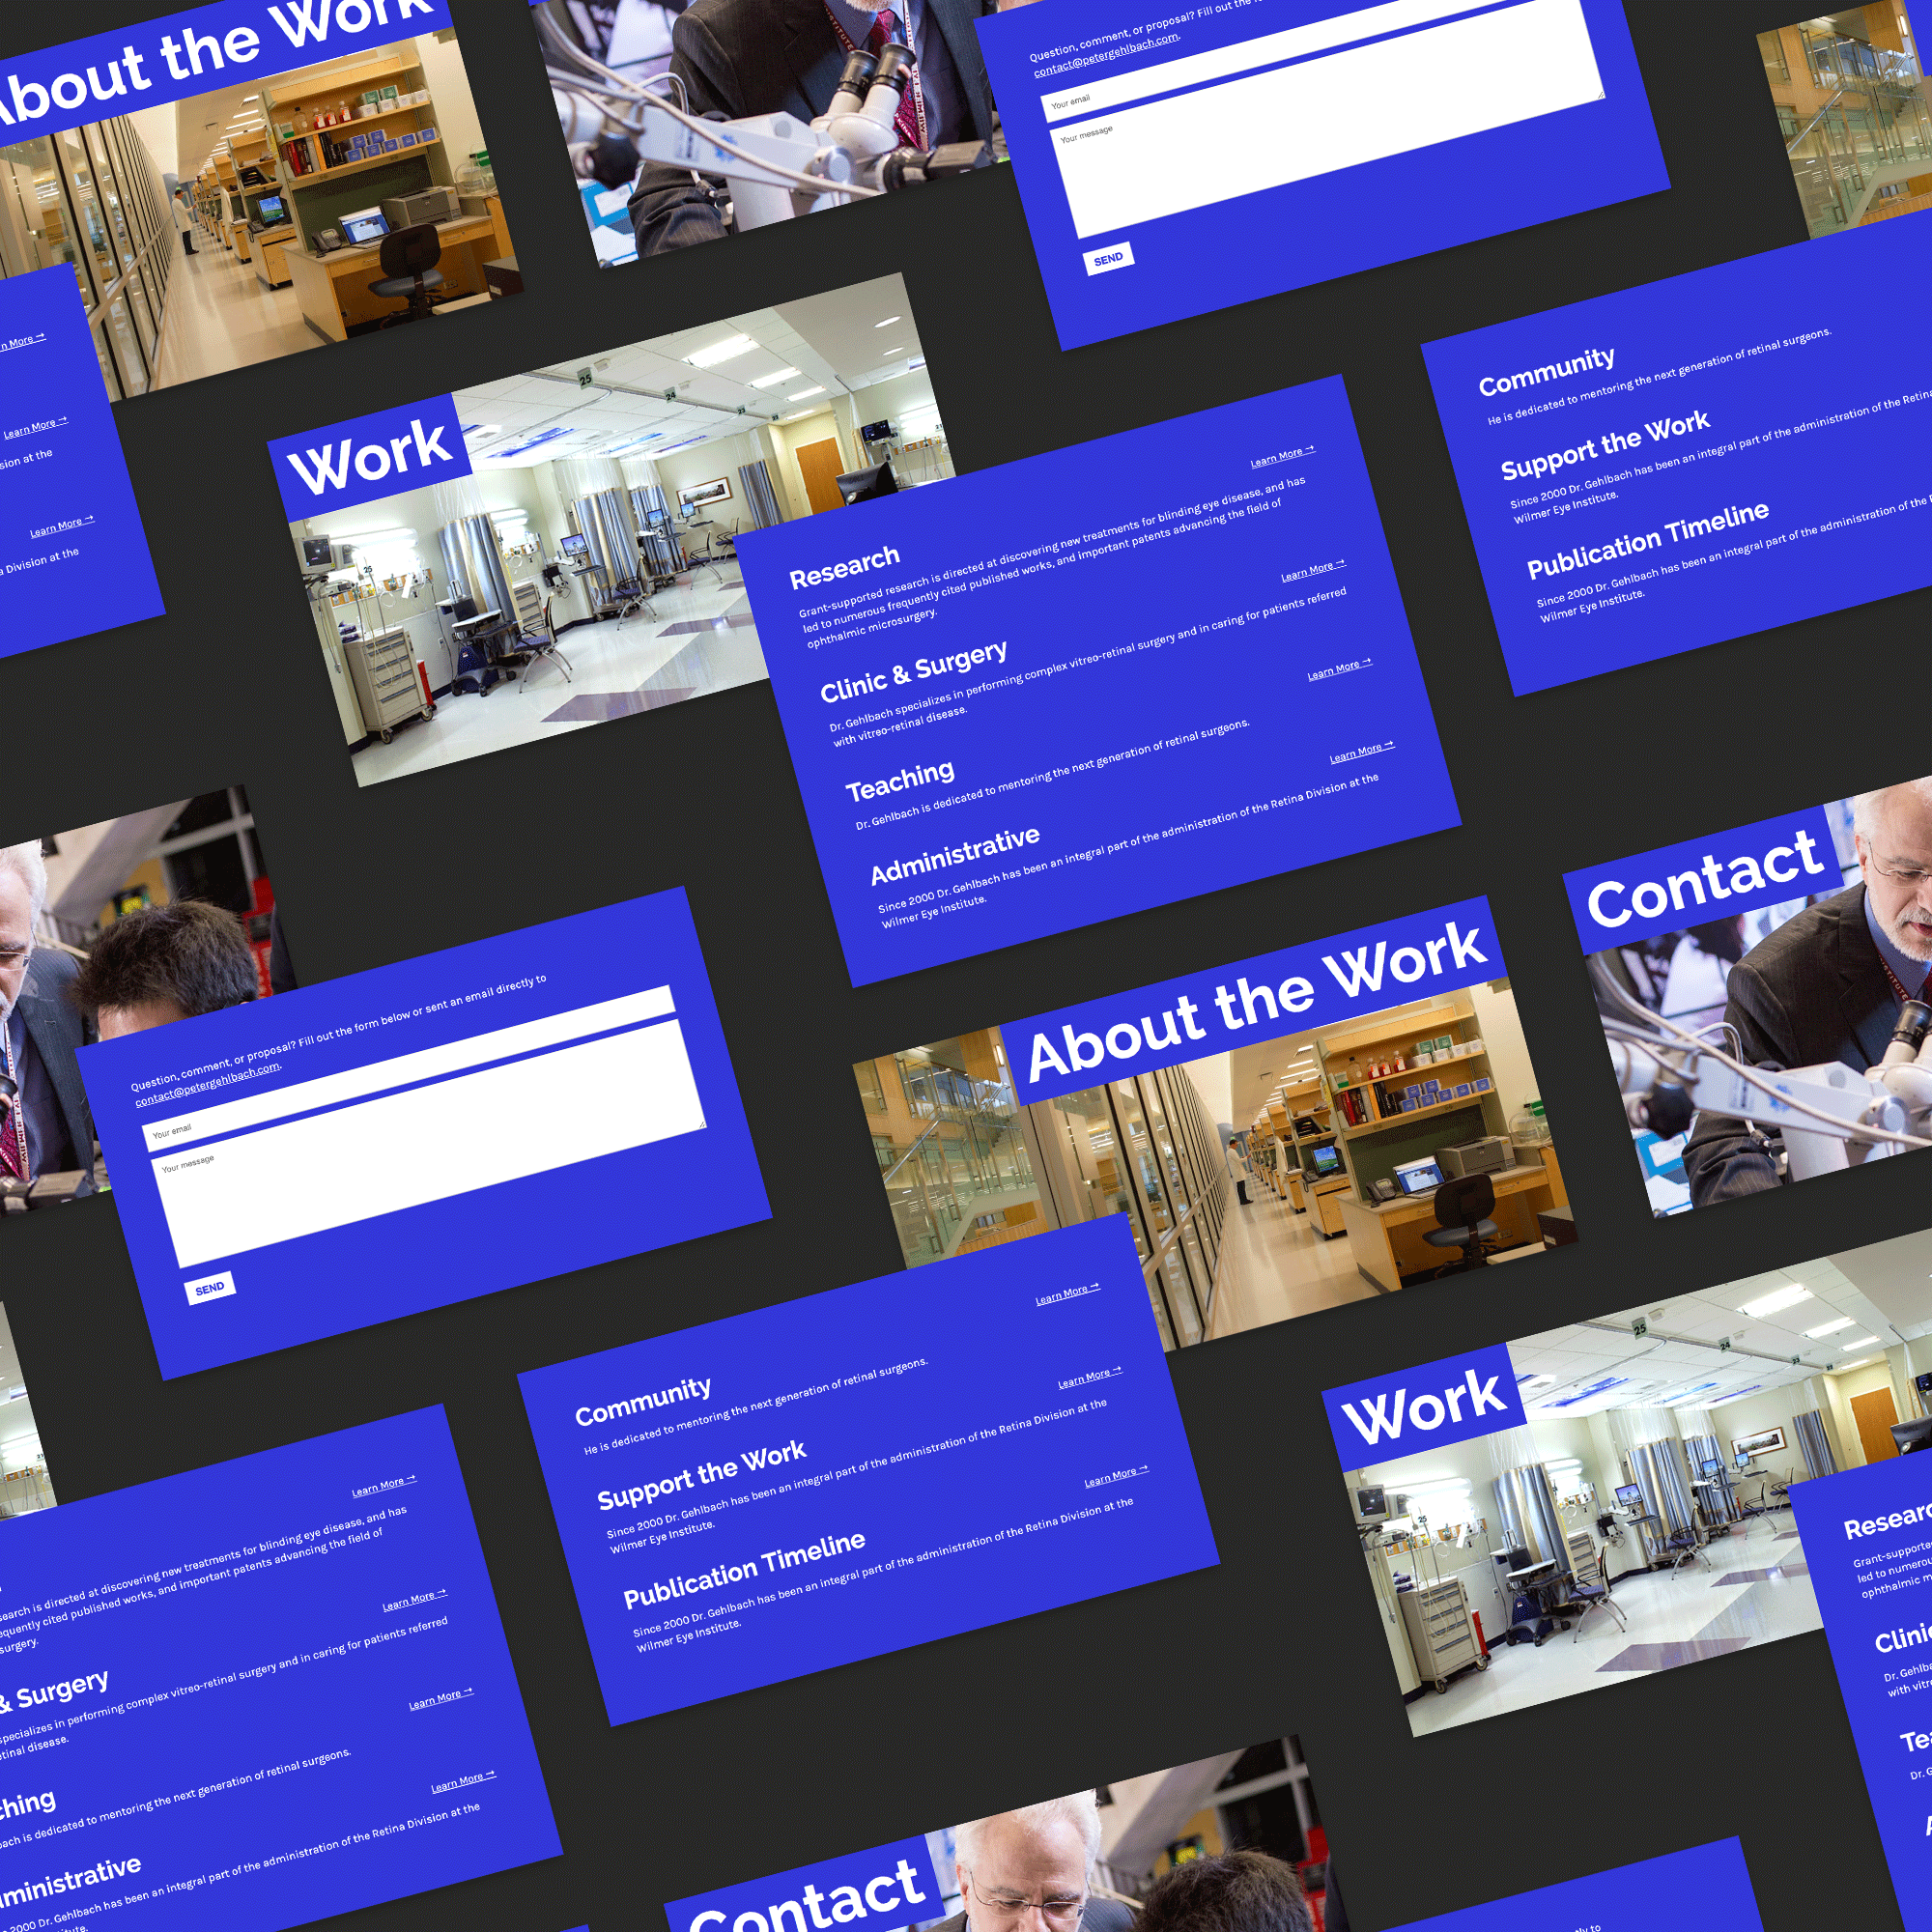 About the Work
Question, comment, or proposal? Fill out the
contact@petergehlbach.com.
Your email
Your message
SEND
Learn More →
Learn More →
sion at the
Learn More →
a Division at the
Work
25
24
25
Learn More →
Research
Grant-supported research is directed at discovering new treatments for blinding eye disease, and has
led to numerous frequently cited published works, and important patents advancing the field of
ophthalmic microsurgery.
Learn More →
Clinic & Surgery
Dr. Gehlbach specializes in performing complex vitreo-retinal surgery and in caring for patients referred
with vitreo-retinal disease.
Learn More →
Teaching
Dr. Gehlbach is dedicated to mentoring the next generation of retinal surgeons.
Learn More →
Administrative
Since 2000 Dr. Gehlbach has been an integral part of the administration of the Retina Division at the
Wilmer Eye Institute.
Community
He is dedicated to mentoring the next generation of retinal surgeons.
Support the Work
Since 2000 Dr. Gehlbach has been an integral part of the administration of the Retina
Wilmer Eye Institute.
Publication Timeline
Since 2000 Dr. Gehlbach has been an integral part of the administration of the
Wilmer Eye Institute.
Contact
Question, comment, or proposal? Fill out the form below or sent an email directly to
contact@petergehlbach.com.
Your email
Your message
SEND
About the Work
Learn More →
Community
He is dedicated to mentoring the next generation of retinal surgeons.
Learn More →
Support the Work
Since 2000 Dr. Gehlbach has been an integral part of the administration of the Retina Division at the
Wilmer Eye Institute.
Learn More →
Publication Timeline
Since 2000 Dr. Gehlbach has been an integral part of the administration of the Retina Division at the
Wilmer Eye Institute.
Work
25
24
25
Learn More →
search is directed at discovering new treatments for blinding eye disease, and has
equently cited published works, and important patents advancing the field of
surgery.
Learn More →
& Surgery
specializes in performing complex vitreo-retinal surgery and in caring for patients referred
tinal disease.
Learn More →
ching
bach is dedicated to mentoring the next generation of retinal surgeons.
Learn More →
ministrative
2000 Dr. Gehlbach has been an integral part of the administration of the Retina Division at the
Researc
Grant-supporte
led to numerou
ophthalmic m
Clinic
Dr. Gehlba
with vitre
Tea
Dr. G
Contact
ctly to